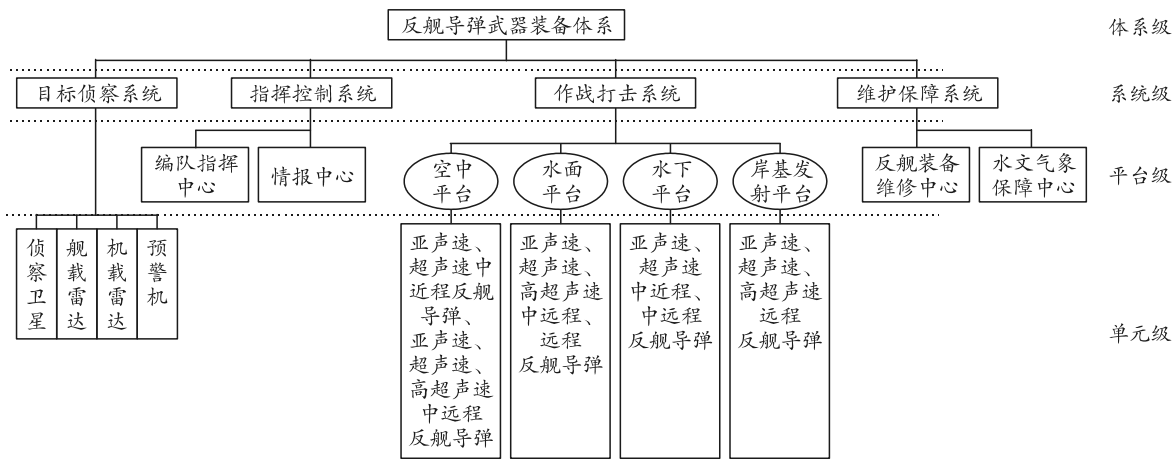 反舰导弹武器装备体系
体系级
目标侦察系统
指挥控制系统
作战打击系统
维护保障系统
系统级
编队指挥
中心
情报中心
空中
平台
水面
平台
水下
平台
岸基发
射平台
反舰装备
维修中心
水文气象
保障中心
平台级
侦察卫星
舰载雷达
机载雷达
预警机
亚声速、
超声速中
近程反舰
导弹、
亚声速、
超声速、
高超声速
中远程
反舰导弹
亚声速、
超声速、
高超声速
中远程、
远程
反舰导弹
亚声速、
超声速
中近程、
中远程
反舰导弹
亚声速、
超声速、
高超声速
远程
反舰导弹
单元级